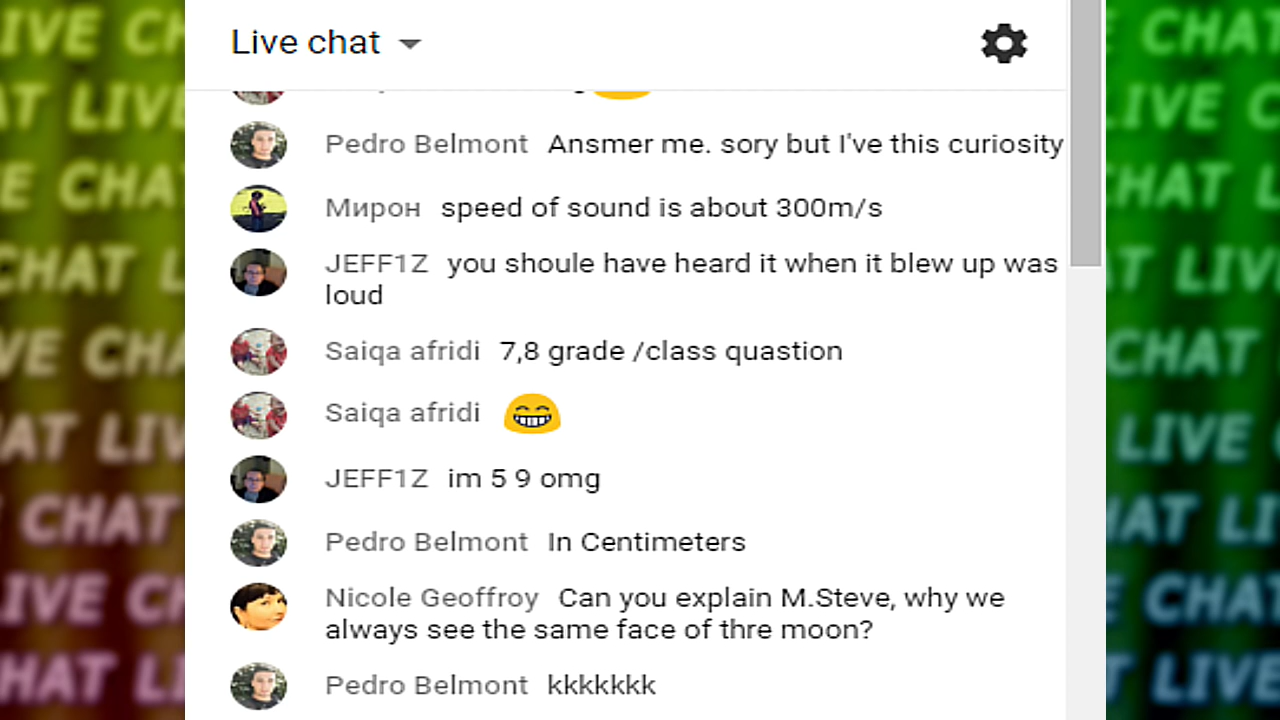 Live chat
Pedro Belmont Ansmer me. sory but I've this curiosity
Мирон speed of sound is about 300m/s
JEFF1Z you shoule have heard it when it blew up was
loud
Saiqa afridi 7,8 grade /class quastion
Saiqa afridi 😁
JEFF1Z im 5 9 omg
Pedro Belmont In Centimeters
Nicole Geoffroy Can you explain M.Steve, why we
always see the same face of thre moon?
Pedro Belmont kkkkkkk